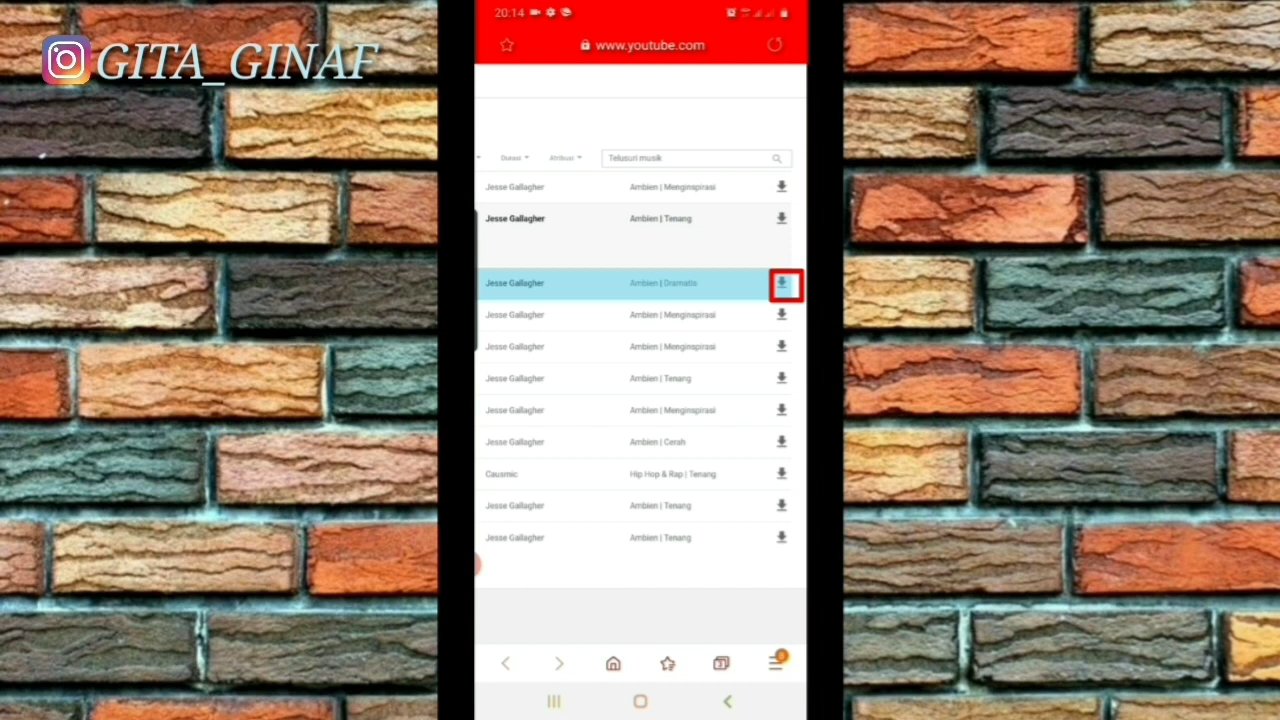 GITA_GINAF
20:14
www.youtube.com
Durasi Atribusi Telusuri musik
Jesse Gallagher Ambien | Menginspirasi
Jesse Gallagher Ambien | Tenang
Jesse Gallagher Ambien | Dramatis
Jesse Gallagher Ambien | Menginspirasi
Jesse Gallagher Ambien | Menginspirasi
Jesse Gallagher Ambien | Tenang
Jesse Gallagher Ambien | Menginspirasi
Jesse Gallagher Ambien | Cerah
Causmic Hip Hop & Rap | Tenang
Jesse Gallagher Ambien | Tenang
Jesse Gallagher Ambien | Tenang